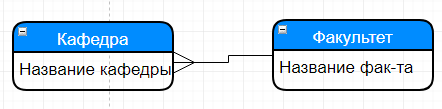 Кафедра
Название кафедры
Факультет
Название фак-та